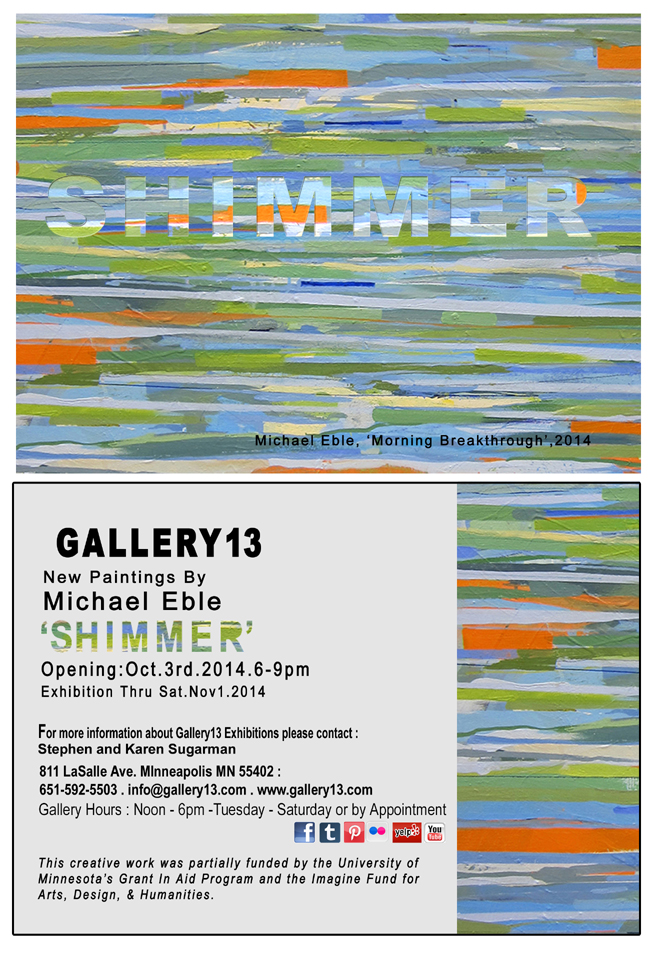 SHIMMER
Michael Eble, ‘Morning Breakthrough’,2014
GALLERY13
New Paintings By
Michael Eble
‘SHIMMER’
Opening:Oct.3rd.2014.6-9pm
Exhibition Thru Sat.Nov1.2014
For more information about Gallery13 Exhibitions please contact :
Stephen and Karen Sugarman
811 LaSalle Ave. MInneapolis MN 55402 :
651-592-5503 . info@gallery13.com . www.gallery13.com
Gallery Hours : Noon - 6pm -Tuesday - Saturday or by Appointment
f t P yelp You Tube
This creative work was partially funded by the University of
Minnesota’s Grant In Aid Program and the Imagine Fund for
Arts, Design, & Humanities.